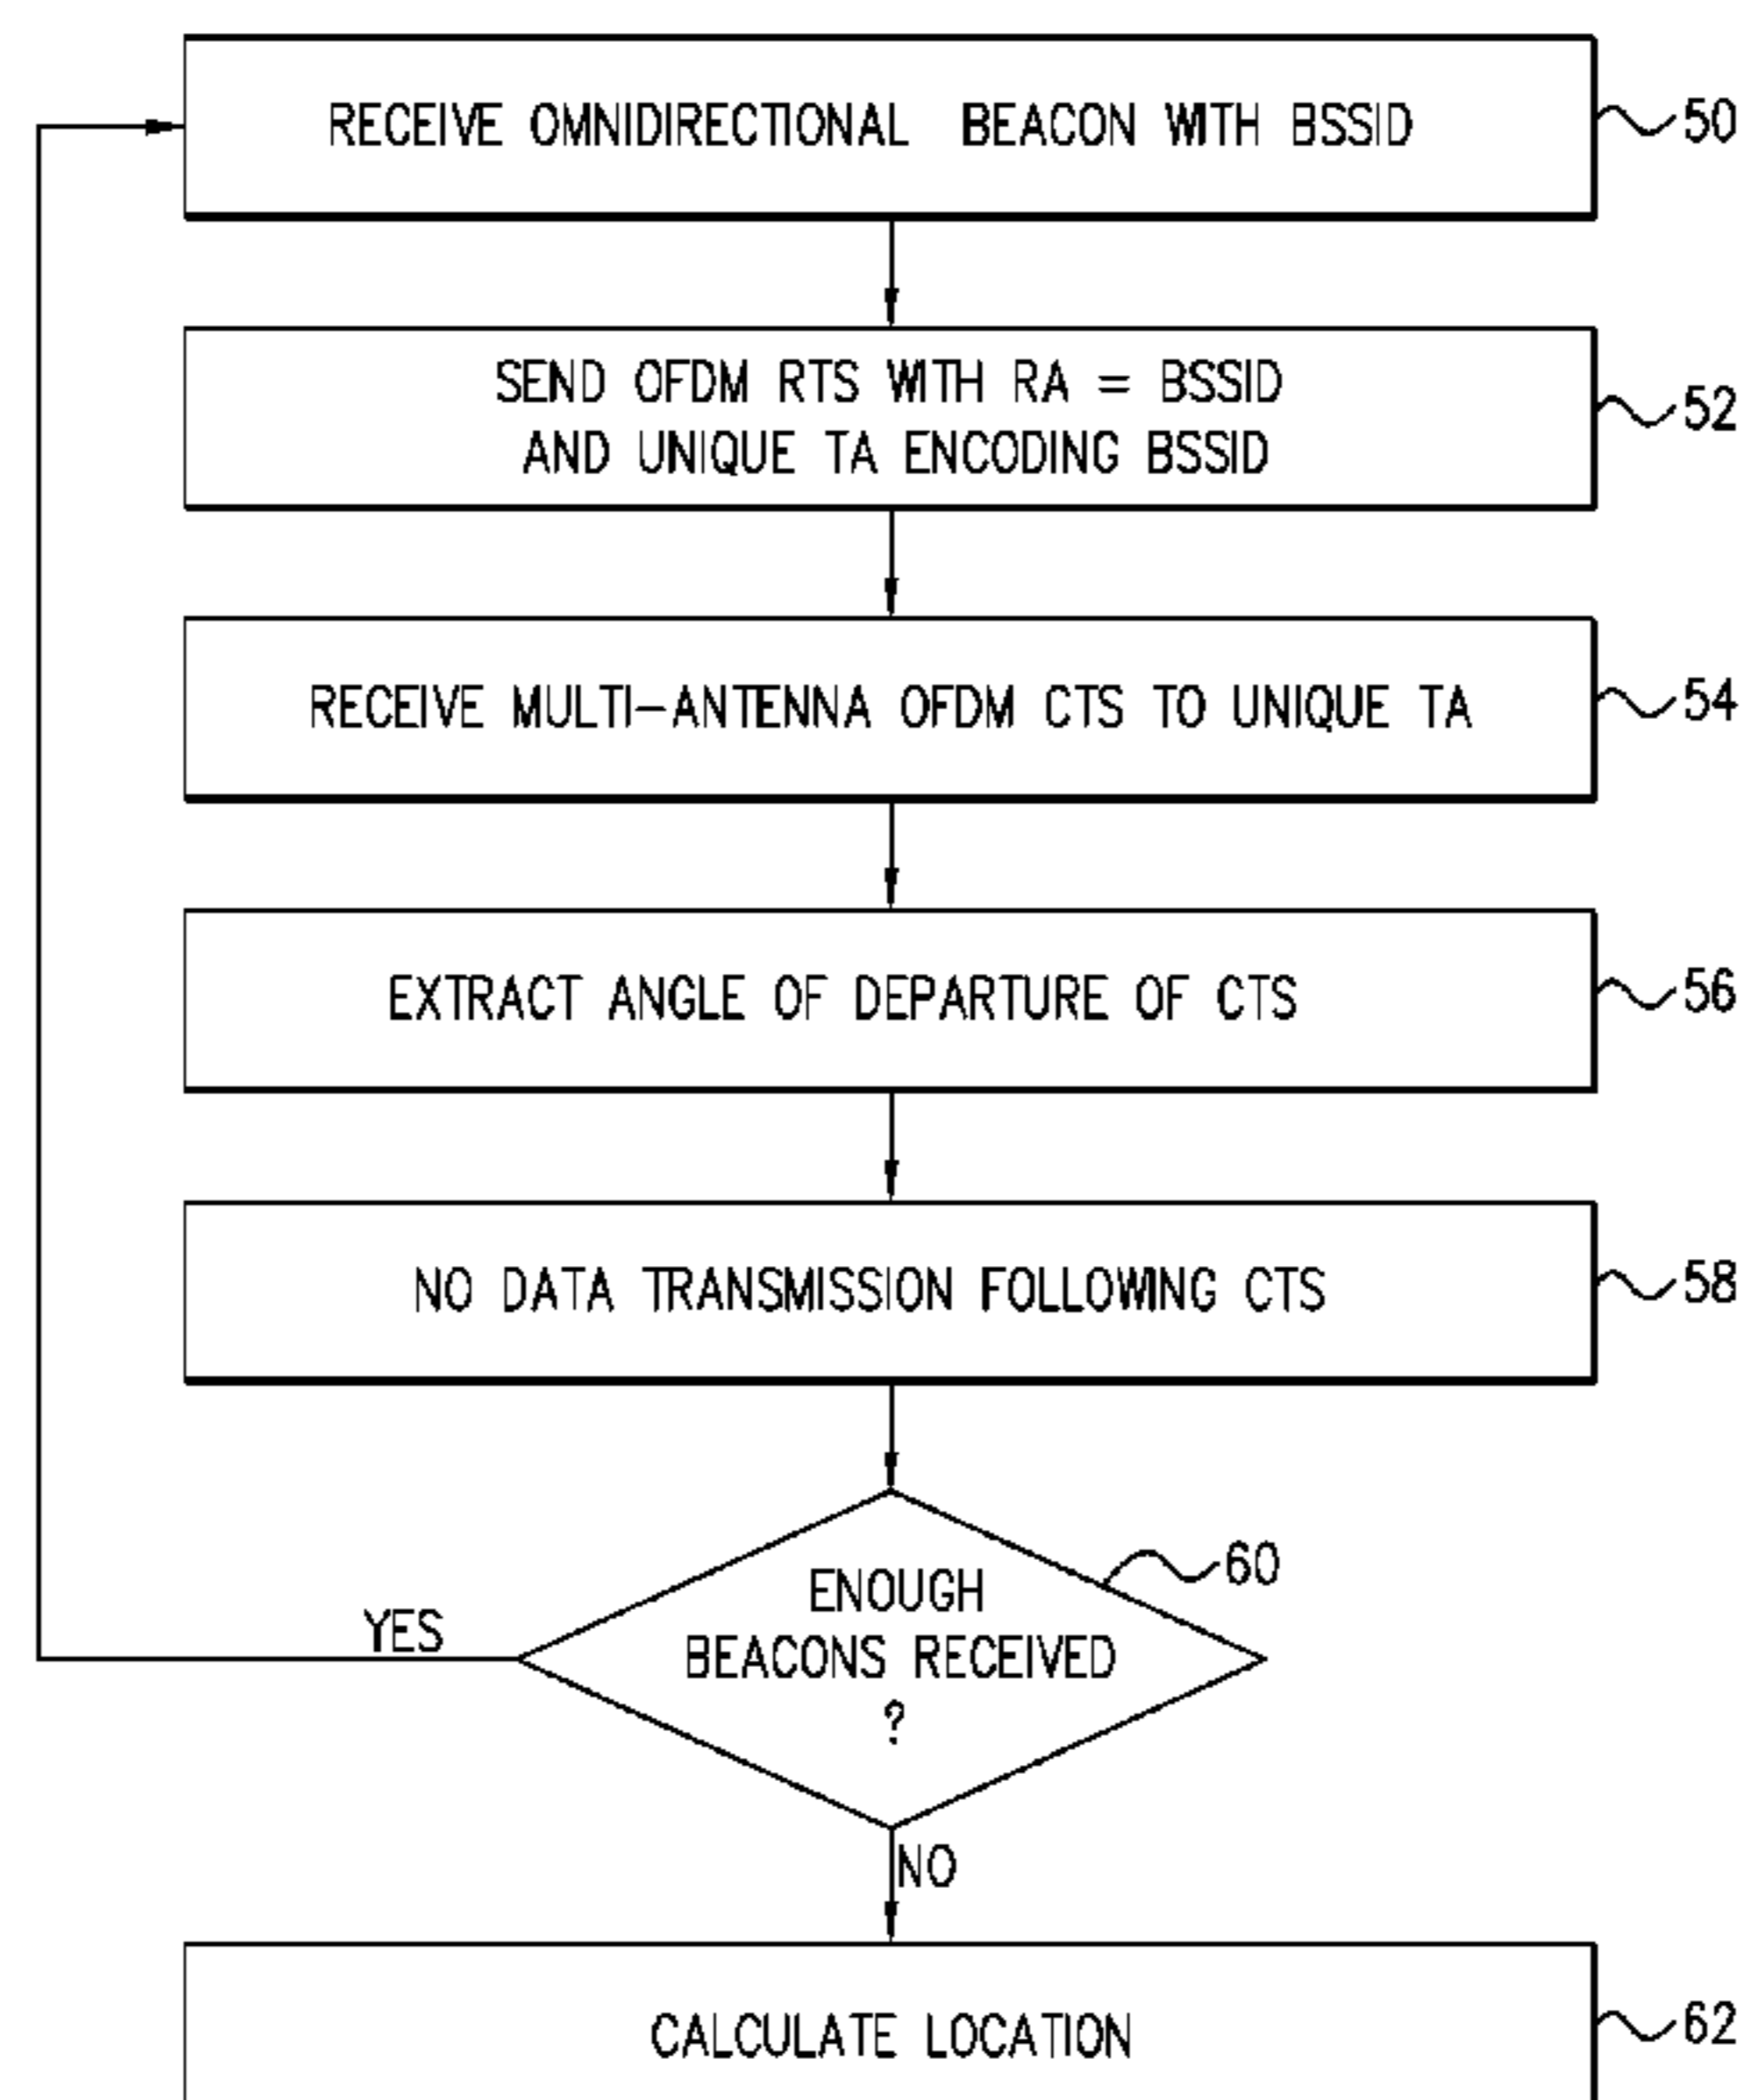 RECEIVE OMNIDIRECTIONAL BEACON WITH BSSID
50
SEND OFDM RTS WITH RA = BSSID
AND UNIQUE TA ENCODING BSSID
52
RECEIVE MULTI-ANTENNA OFDM CTS TO UNIQUE TA
54
EXTRACT ANGLE OF DEPARTURE OF CTS
56
NO DATA TRANSMISSION FOLLOWING CTS
58
ENOUGH
BEACONS RECEIVED
?
60
YES
NO
CALCULATE LOCATION
62